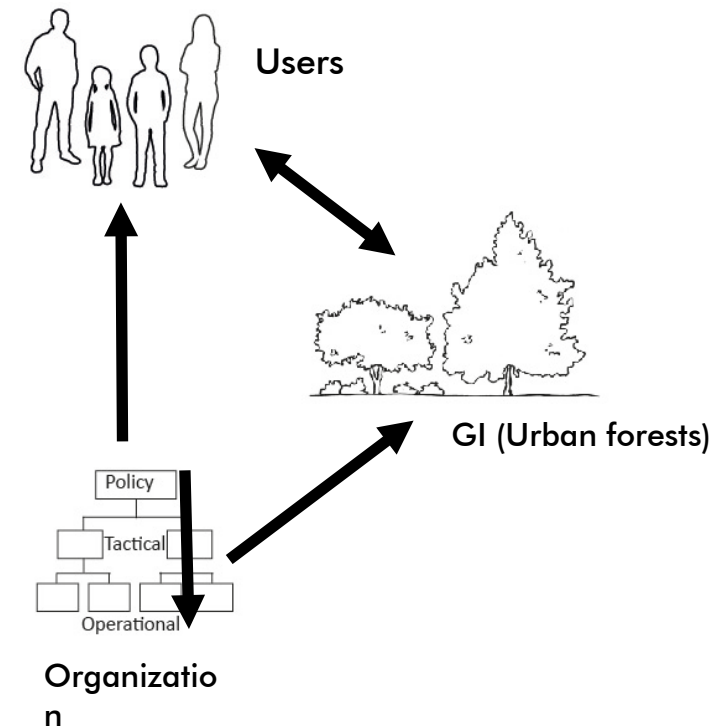 Users
GI (Urban forests)
Policy
Tactical
Operational
Organizatio
n